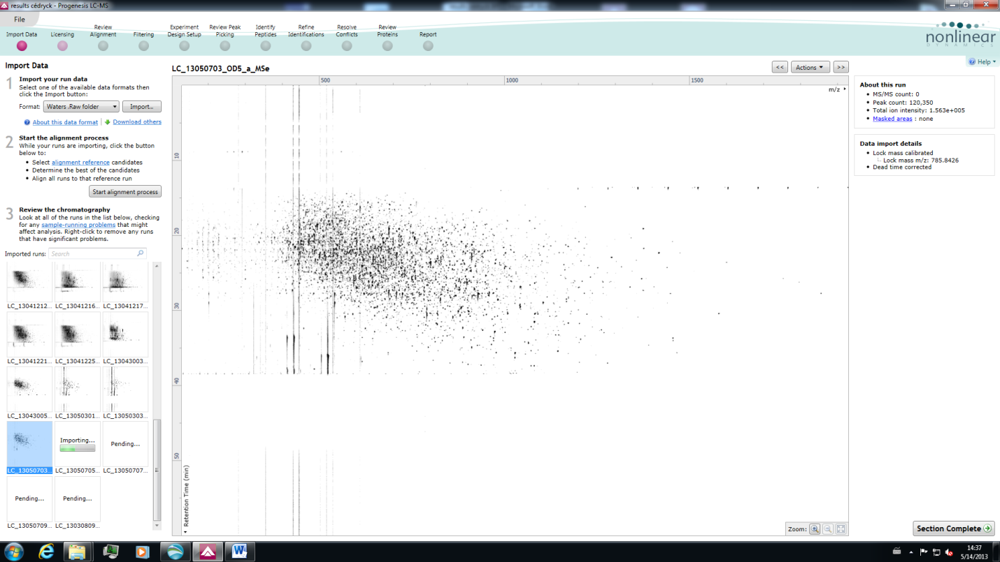 results cédryck - Progenesis LC-MS
File
Import Data
Licensing
Review
Alignment
Filtering
Experiment
Design Setup
Review Peak
Picking
Identify
Peptides
Refine
Identifications
Resolve
Conflicts
Review
Proteins
Report
nonlinear
DYNAMICS
Help
Import Data
1 Import your run data
Select one of the available data formats then
click the Import button:
Format: Waters .Raw folder Import...
About this data format Download others
2 Start the alignment process
While your runs are importing, click the button
below to:
• Select alignment reference candidates
• Determine the best of the candidates
• Align all runs to that reference run
Start alignment process
3 Review the chromatography
Look at all of the runs in the list below, checking
for any sample-running problems that might
affect analysis. Right-click to remove any runs
that have significant problems.
Imported runs: Search
LC_13041212... LC_13041216... LC_13041217...
LC_13041221... LC_13041225... LC_13043003...
LC_13043005... LC_13050301... LC_13050303...
Importing... Pending...
LC_13050703... LC_13050705... LC_13050707...
Pending... Pending...
LC_13050709... LC_13030809...
LC_13050703_OD5_a_MSe
<< Actions >>
500 1000 1500
m/z
10
20
30
40
50
Retention Time (min)
Zoom:
About this run
• MS/MS count: 0
• Peak count: 120,350
• Total ion intensity: 1.563e+005
• Masked areas : none
Data import details
• Lock mass calibrated
Lock mass m/z: 785.8426
• Dead time corrected
Section Complete
14:37
5/14/2013